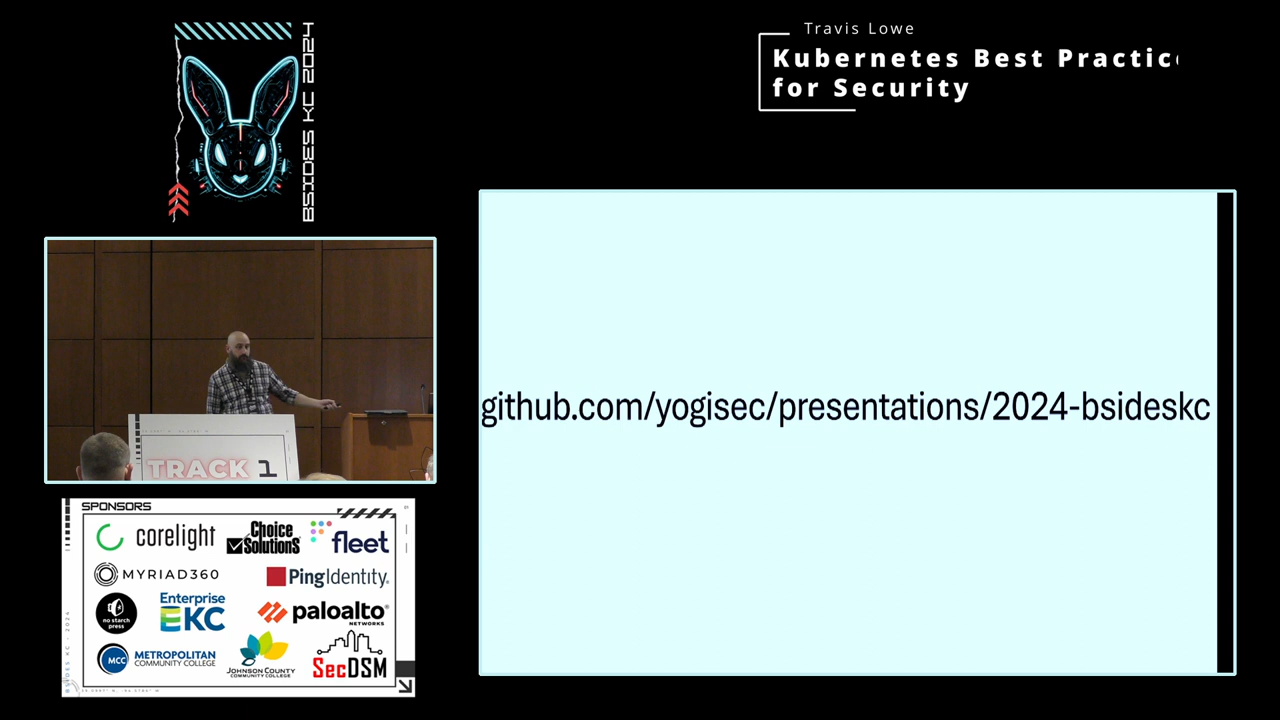 BSIDES KC 2024
Travis Lowe
Kubernetes Best Practic
for Security
github.com/yogisec/presentations/2024-bsideskc
TRACK 1
SPONSORS
corelight
Choice
Solutions
fleet
MYRIAD360
PingIdentity
no starch
press
Enterprise
KC
paloalto
NETWORKS
MCC
METROPOLITAN
COMMUNITY COLLEGE
JOHNSON COUNTY
COMMUNITY COLLEGE
SecDSM